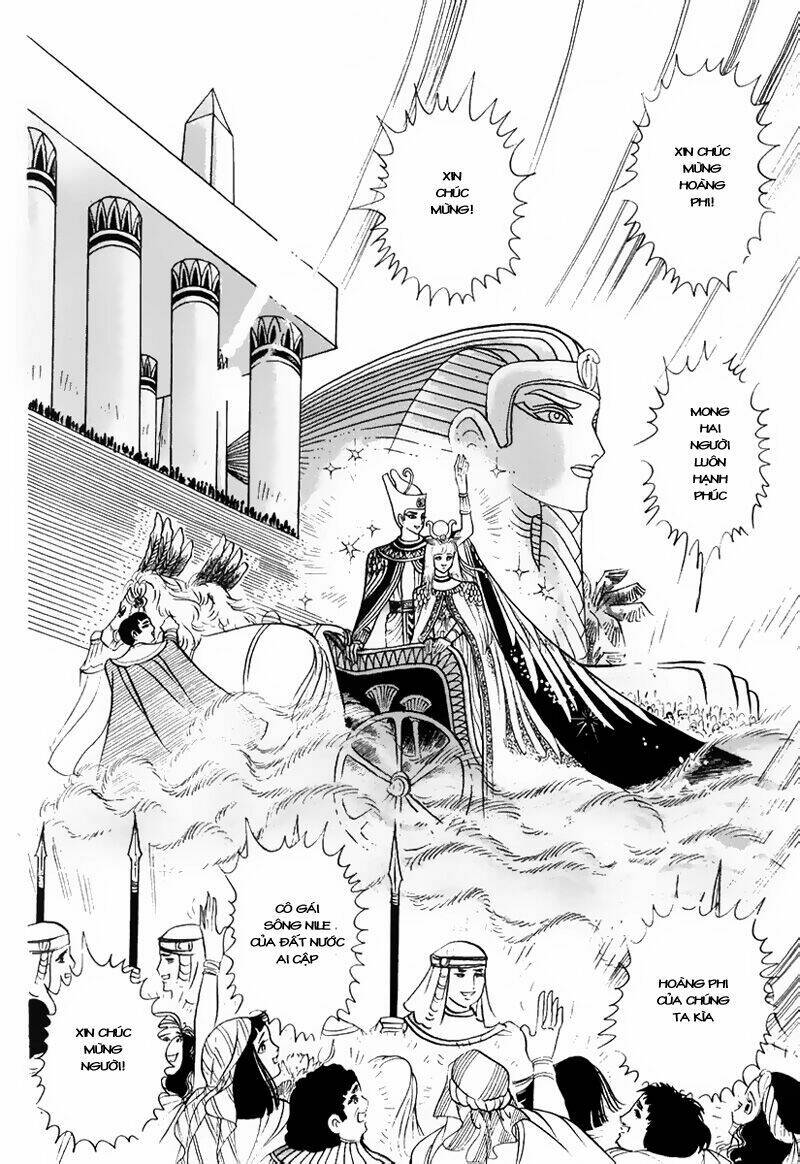 XIN CHÚC
MỪNG
HOÀNG
PHI!
XIN
CHÚC
MỪNG!
MONG
HAI
NGƯỜI
LUÔN
HẠNH
PHÚC
CÔ GÁI
SÔNG NILE
CỦA ĐẤT NƯỚC
AI CẬP
HOÀNG PHI
CỦA CHÚNG
TA KÌA
XIN CHÚC
MỪNG
NGƯỜI!